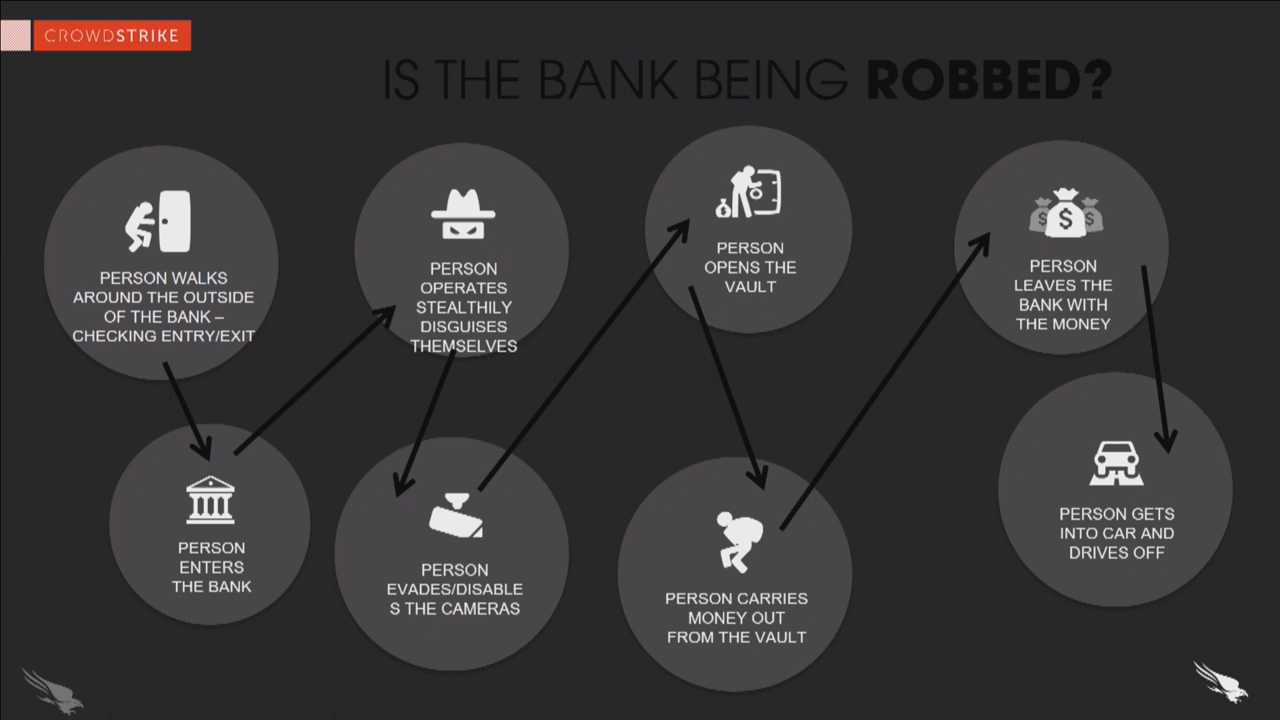 CROWDSTRIKE
IS THE BANK BEING ROBBED?
PERSON WALKS
AROUND THE OUTSIDE
OF THE BANK –
CHECKING ENTRY/EXIT
PERSON
ENTERS
THE BANK
PERSON
OPERATES
STEALTHILY
DISGUISES
THEMSELVES
PERSON
EVADES/DISABLE
S THE CAMERAS
PERSON
OPENS THE
VAULT
PERSON CARRIES
MONEY OUT
FROM THE VAULT
$ $ $
PERSON
LEAVES THE
BANK WITH
THE MONEY
PERSON GETS
INTO CAR AND
DRIVES OFF